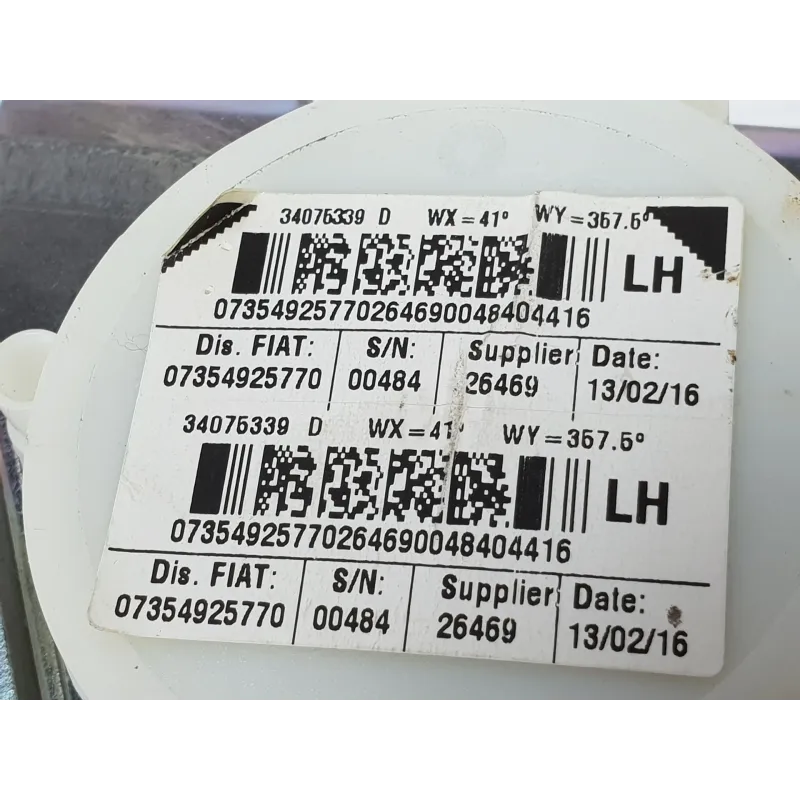 34075339 D WX=41° WY=357.5°
LH
07354925770264690048404416
Dis. FIAT: S/N: Supplier: Date:
07354925770 00484 26469 13/02/16
34075339 D WX=41° WY=357.5°
LH
07354925770264690048404416
Dis. FIAT: S/N: Supplier: Date:
07354925770 00484 26469 13/02/16